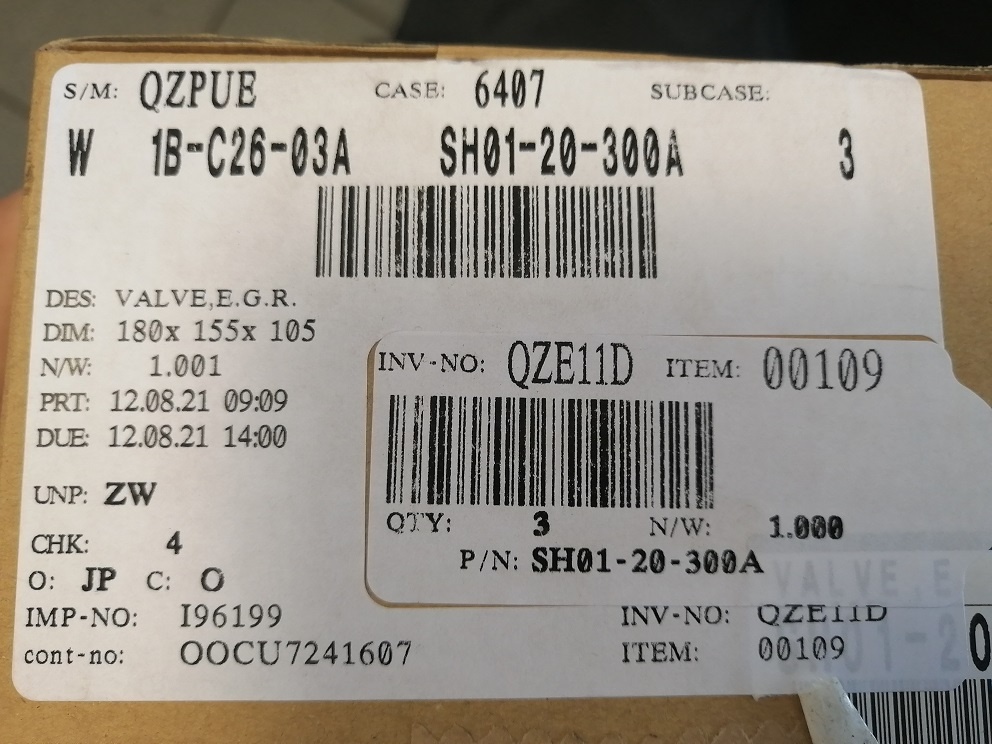 S/M: QZPUE CASE: 6407 SUBCASE:
W 1B-C26-03A SH01-20-300A 3
DES: VALVE,E.G.R.
DIM: 180x 155x 105
N/W: 1.001
PRT: 12.08.21 09:09
DUE: 12.08.21 14:00
UNP: ZW
CHK: 4
O: JP C: O
IMP-NO: I96199
cont-no: OOCU7241607
INV-NO: QZE11D ITEM: 00109
QTY: 3 N/W: 1.000
P/N: SH01-20-300A
VALVE,E
INV-NO: QZE11D
ITEM: 00109
01-20